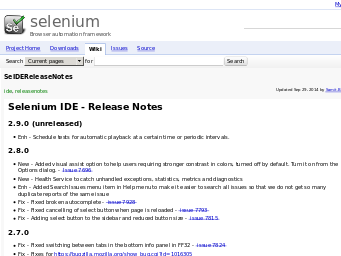 My
selenium
Browser automation framework
Project Home Downloads Wiki Issues Source
Search Current pages for Search
SeIDEReleaseNotes
ide, releasenotes
Updated Sep 25, 2014 by
Selenium IDE - Release Notes
2.9.0 (unreleased)
Enh - Schedule tests for automatic playback at a certain time or periodic intervals.
2.8.0
New - Added visual assist option to help users requiring stronger constrast in colors, turned off by default. Turn it on from the
Options dialog. - issue 7696
New - Health Service to catch unhandled exceptions, statistics, metrics and diagnostics
Enh - Added Search Issues menu item in Help menu to make it easier to search all issues so that we do not get so many
duplicate reports of the same issue
Fix - Fixed broken autocomplete - issue 7928
Fix - Fixed cancelling of select button when page is reloaded - issue 7793
Fix - Adding select button to the sidebar and reduced button size - issue 7815
2.7.0
Fix - Fixed switching between tabs in the bottom info panel in FF32 - issue 7824
Fix - Fixes for https://bugzilla.mozilla.org/show_bug.cgi?id=1016305